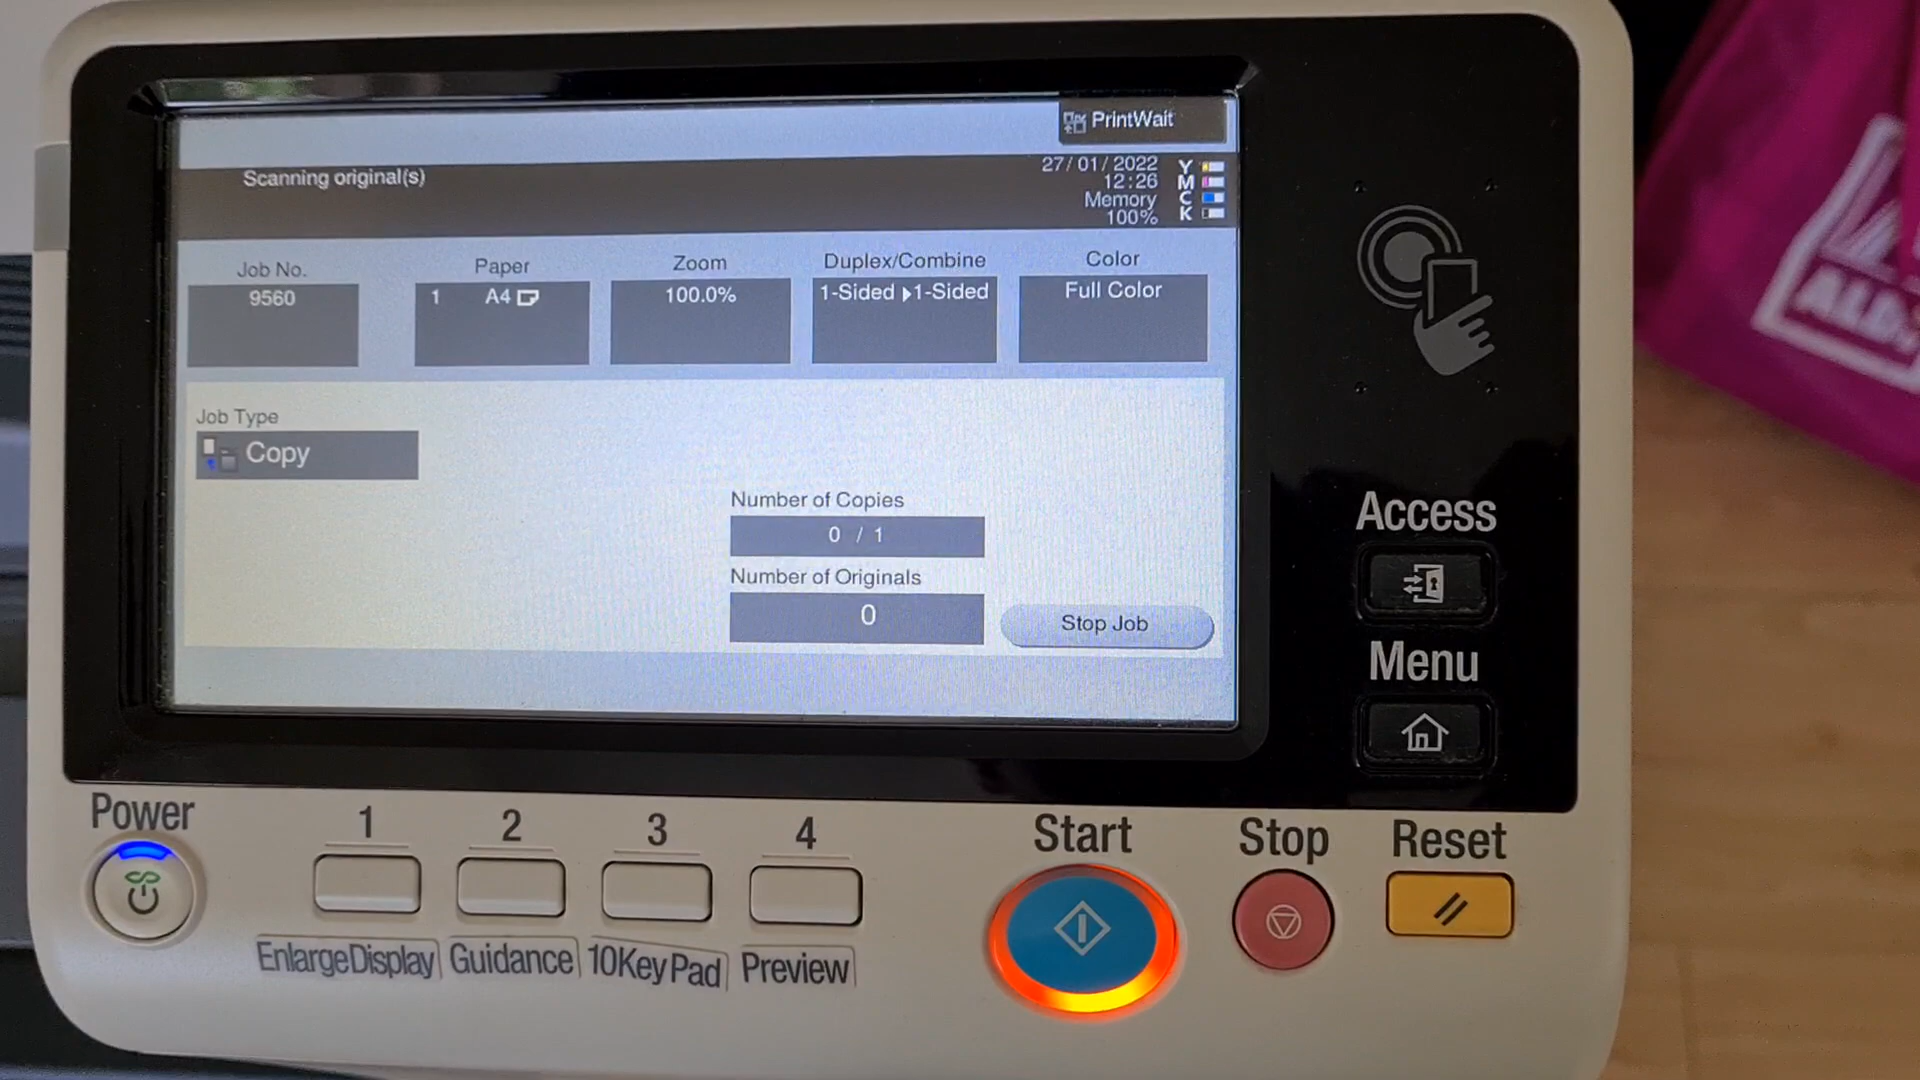 PrintWait
Scanning original(s)
27/01/2022
12:26
Memory
100%
Y
M
C
K
Job No.
9560
Paper
1 A4
Zoom
100.0%
Duplex/Combine
1-Sided ▸1-Sided
Color
Full Color
Job Type
Copy
Number of Copies
0 / 1
Number of Originals
0
Stop Job
Access
Menu
Power
1
2
3
4
Start
Stop
Reset
EnlargeDisplay
Guidance
10KeyPad
Preview